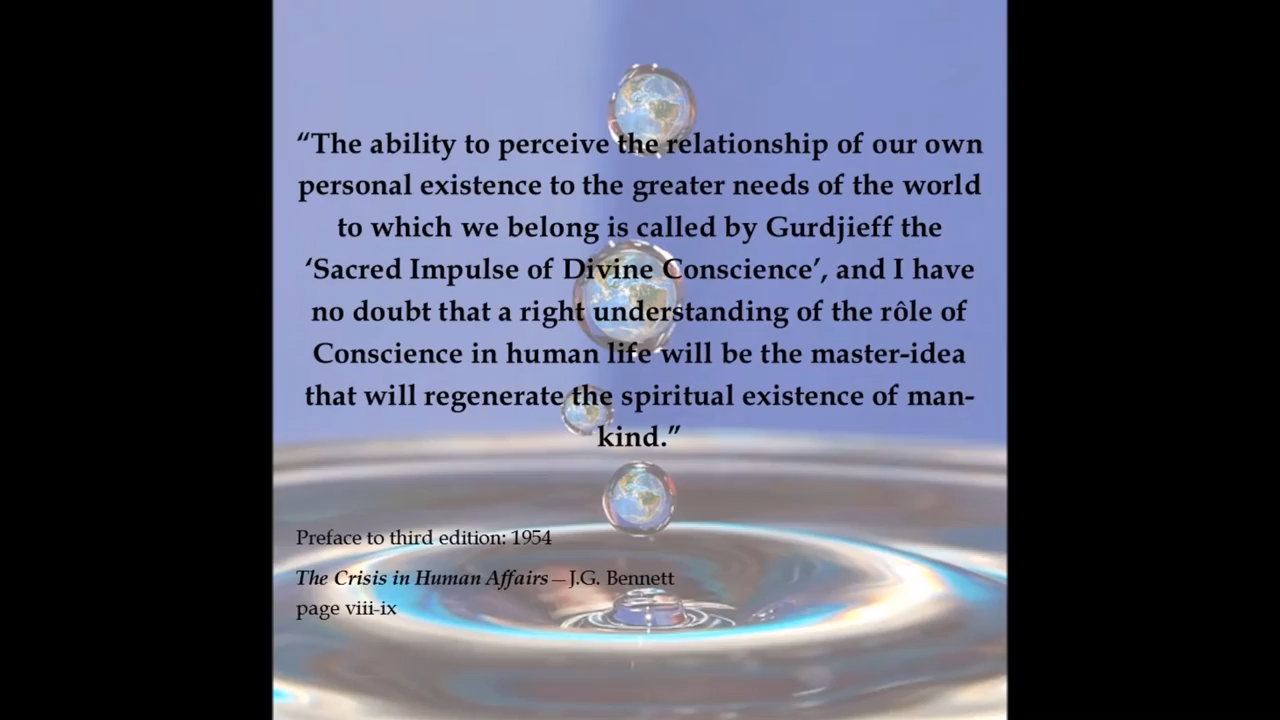 “The ability to perceive the relationship of our own
personal existence to the greater needs of the world
to which we belong is called by Gurdjieff the
‘Sacred Impulse of Divine Conscience’, and I have
no doubt that a right understanding of the rôle of
Conscience in human life will be the master-idea
that will regenerate the spiritual existence of man-
kind.”
Preface to third edition: 1954
The Crisis in Human Affairs — J.G. Bennett
page viii-ix